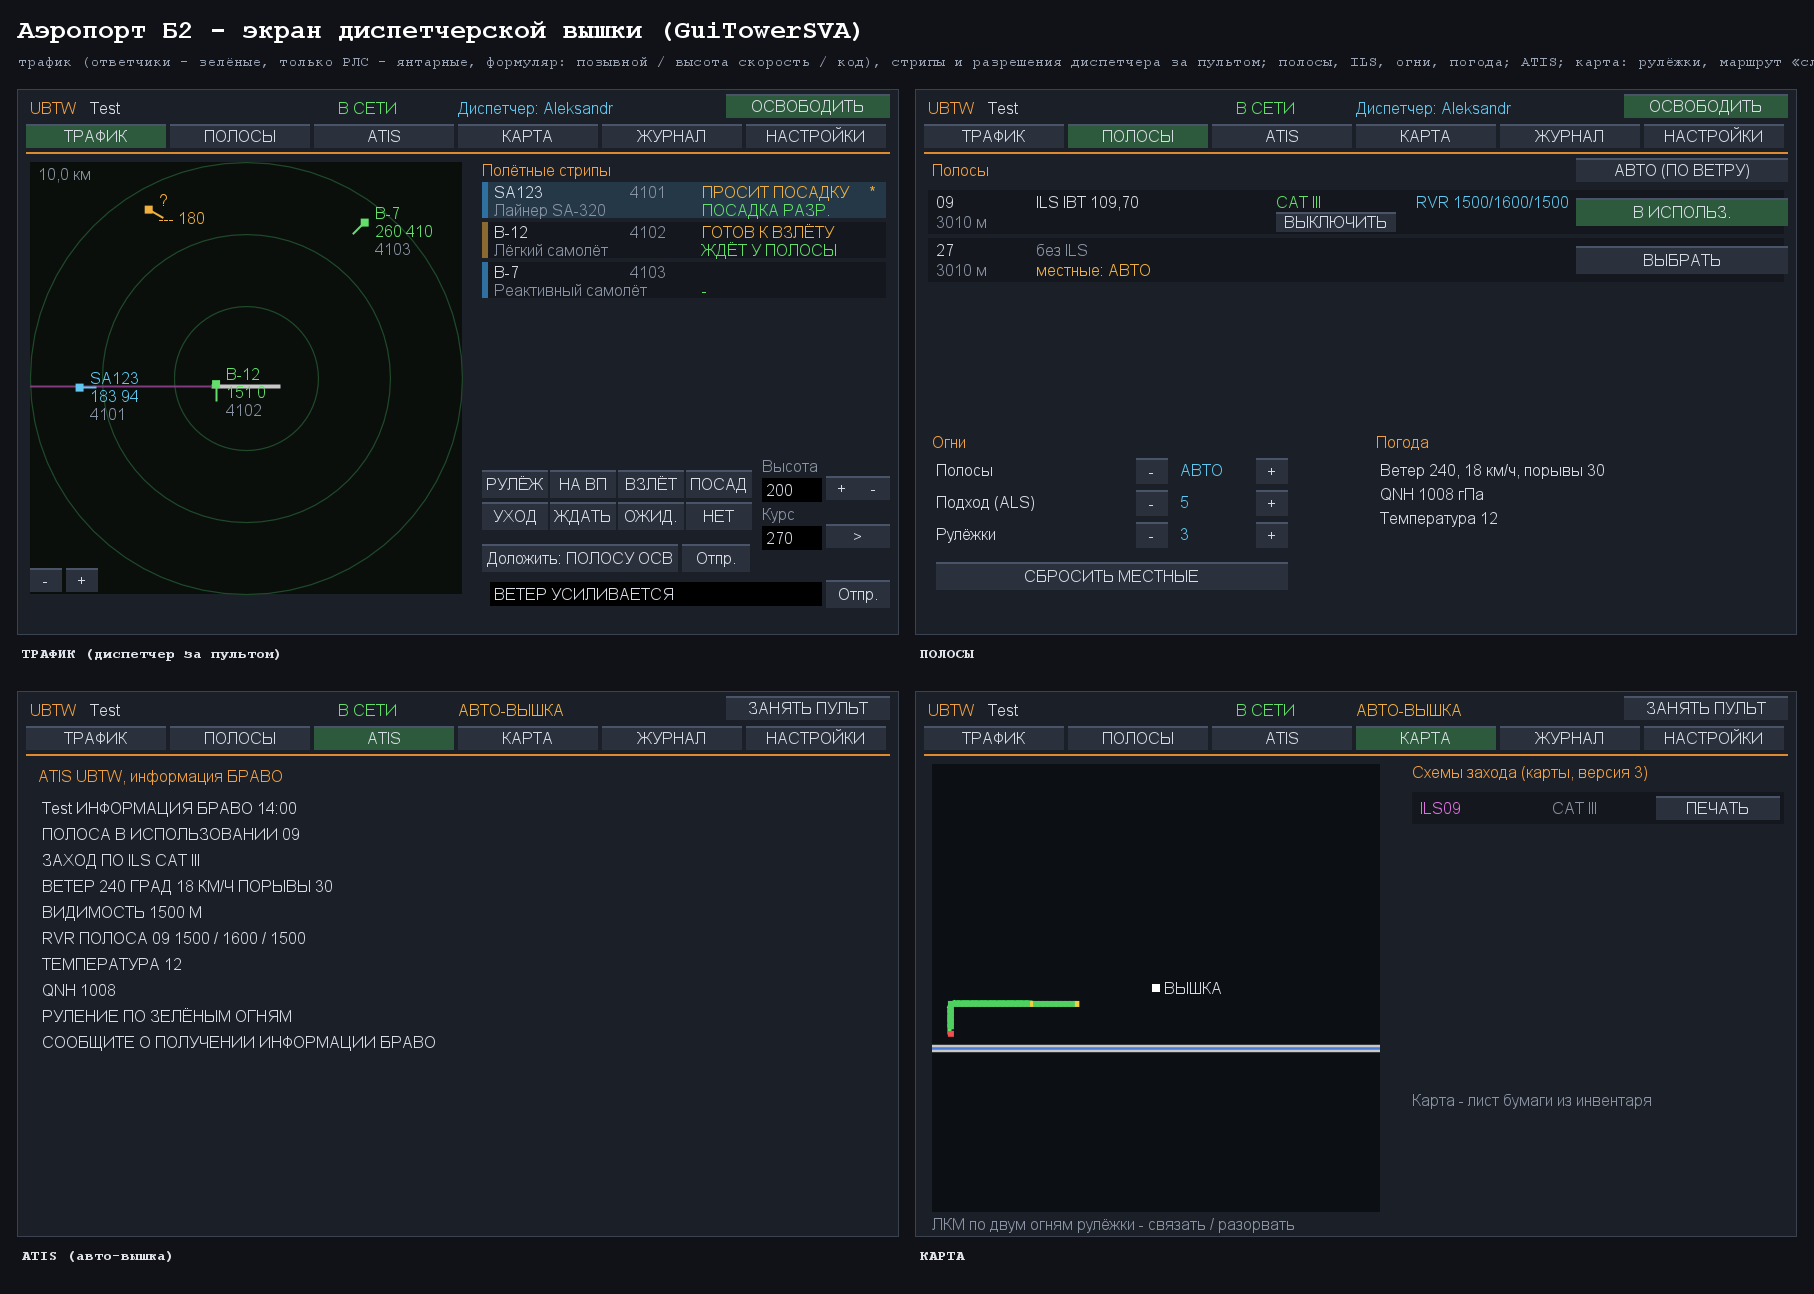 Аэропорт Б2 - экран диспетчерской вышки (GuiTowerSVA)
трафик (ответчики - зелёные, только РЛС - янтарные, формуляр: позывной / высота скорость / код), стрипы и разрешения диспетчера за пультом; полосы, ILS, огни, погода; ATIS; карта: рулёжки, маршрут
UBTW Test В СЕТИ Диспетчер: Aleksandr ОСВОБОДИТЬ
ТРАФИК ПОЛОСЫ ATIS КАРТА ЖУРНАЛ НАСТРОЙКИ
10,0 км
?
--- 180
B-7
260 410
4103
SA123
183 94
4101
B-12
151 0
4102
- +
Полётные стрипы
SA123 4101 ПРОСИТ ПОСАДКУ *
Лайнер SA-320 ПОСАДКА РАЗР.
B-12 4102 ГОТОВ К ВЗЛЁТУ
Лёгкий самолёт ЖДЁТ У ПОЛОСЫ
B-7 4103
Реактивный самолёт -
Высота
РУЛЁЖ НА ВП ВЗЛЁТ ПОСАД 200 + -
Курс
УХОД ЖДАТЬ ОЖИД. НЕТ 270 >
Доложить: ПОЛОСУ ОСВ Отпр.
ВЕТЕР УСИЛИВАЕТСЯ Отпр.
ТРАФИК (диспетчер за пультом)
UBTW Test В СЕТИ Диспетчер: Aleksandr ОСВОБОДИТЬ
ТРАФИК ПОЛОСЫ ATIS КАРТА ЖУРНАЛ НАСТРОЙКИ
Полосы АВТО (ПО ВЕТРУ)
09 ILS IBT 109,70 CAT III RVR 1500/1600/1500 В ИСПОЛЬЗ.
3010 м ВЫКЛЮЧИТЬ
27 без ILS ВЫБРАТЬ
3010 м местные: АВТО
Огни
Полосы - АВТО +
Подход (ALS) - 5 +
Рулёжки - 3 +
СБРОСИТЬ МЕСТНЫЕ
Погода
Ветер 240, 18 км/ч, порывы 30
QNH 1008 гПа
Температура 12
ПОЛОСЫ
UBTW Test В СЕТИ АВТО-ВЫШКА ЗАНЯТЬ ПУЛЬТ
ТРАФИК ПОЛОСЫ ATIS КАРТА ЖУРНАЛ НАСТРОЙКИ
ATIS UBTW, информация БРАВО
Test ИНФОРМАЦИЯ БРАВО 14:00
ПОЛОСА В ИСПОЛЬЗОВАНИИ 09
ЗАХОД ПО ILS CAT III
ВЕТЕР 240 ГРАД 18 КМ/Ч ПОРЫВЫ 30
ВИДИМОСТЬ 1500 М
RVR ПОЛОСА 09 1500 / 1600 / 1500
ТЕМПЕРАТУРА 12
QNH 1008
РУЛЕНИЕ ПО ЗЕЛЁНЫМ ОГНЯМ
СООБЩИТЕ О ПОЛУЧЕНИИ ИНФОРМАЦИИ БРАВО
ATIS (авто-вышка)
UBTW Test В СЕТИ АВТО-ВЫШКА ЗАНЯТЬ ПУЛЬТ
ТРАФИК ПОЛОСЫ ATIS КАРТА ЖУРНАЛ НАСТРОЙКИ
ВЫШКА
Схемы захода (карты, версия 3)
ILS09 CAT III ПЕЧАТЬ
Карта - лист бумаги из инвентаря
ЛКМ по двум огням рулёжки - связать / разорвать
КАРТА